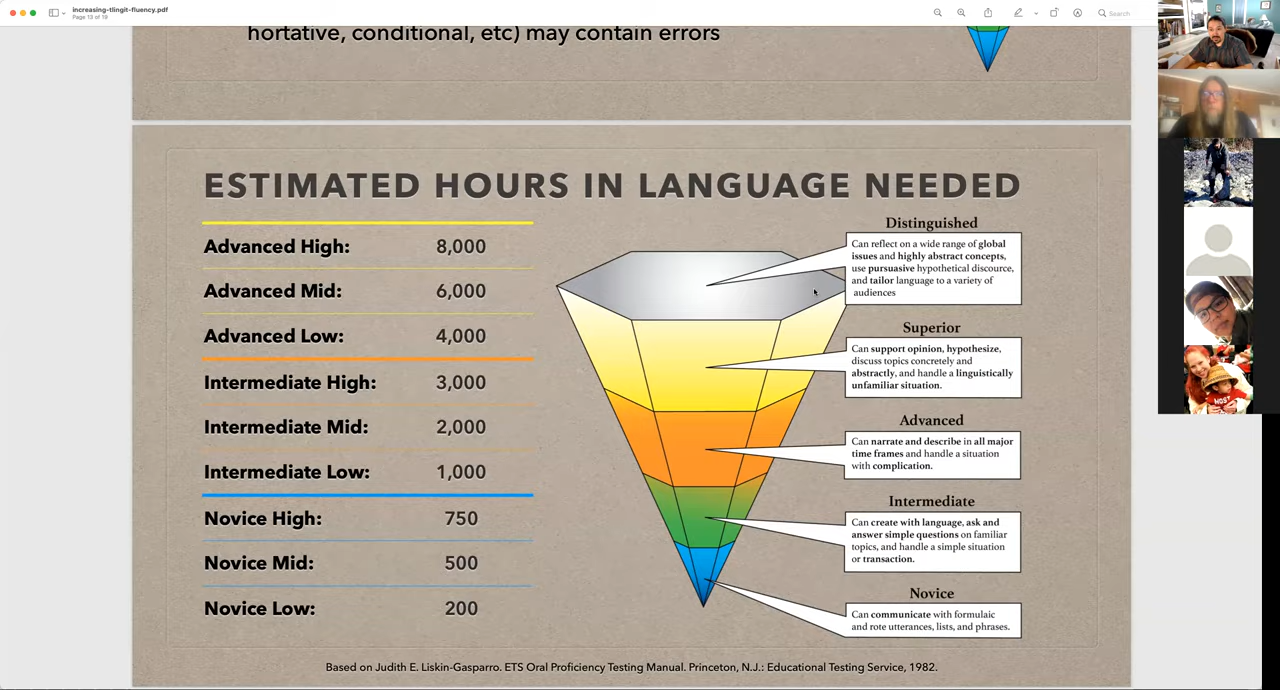 increasing-tlingit-fluency.pdf
Page 13 of 19
Search
hortative, conditional, etc) may contain errors
ESTIMATED HOURS IN LANGUAGE NEEDED
Advanced High: 8,000
Advanced Mid: 6,000
Advanced Low: 4,000
Intermediate High: 3,000
Intermediate Mid: 2,000
Intermediate Low: 1,000
Novice High: 750
Novice Mid: 500
Novice Low: 200
Distinguished
Can reflect on a wide range of global
issues and highly abstract concepts,
use pursuasive hypothetical discourse,
and tailor language to a variety of
audiences
Superior
Can support opinion, hypothesize,
discuss topics concretely and
abstractly, and handle a linguistically
unfamiliar situation.
Advanced
Can narrate and describe in all major
time frames and handle a situation
with complication.
Intermediate
Can create with language, ask and
answer simple questions on familiar
topics, and handle a simple situation
or transaction.
Novice
Can communicate with formulaic
and rote utterances, lists, and phrases.
Based on Judith E. Liskin-Gasparro. ETS Oral Proficiency Testing Manual. Princeton, N.J.: Educational Testing Service, 1982.